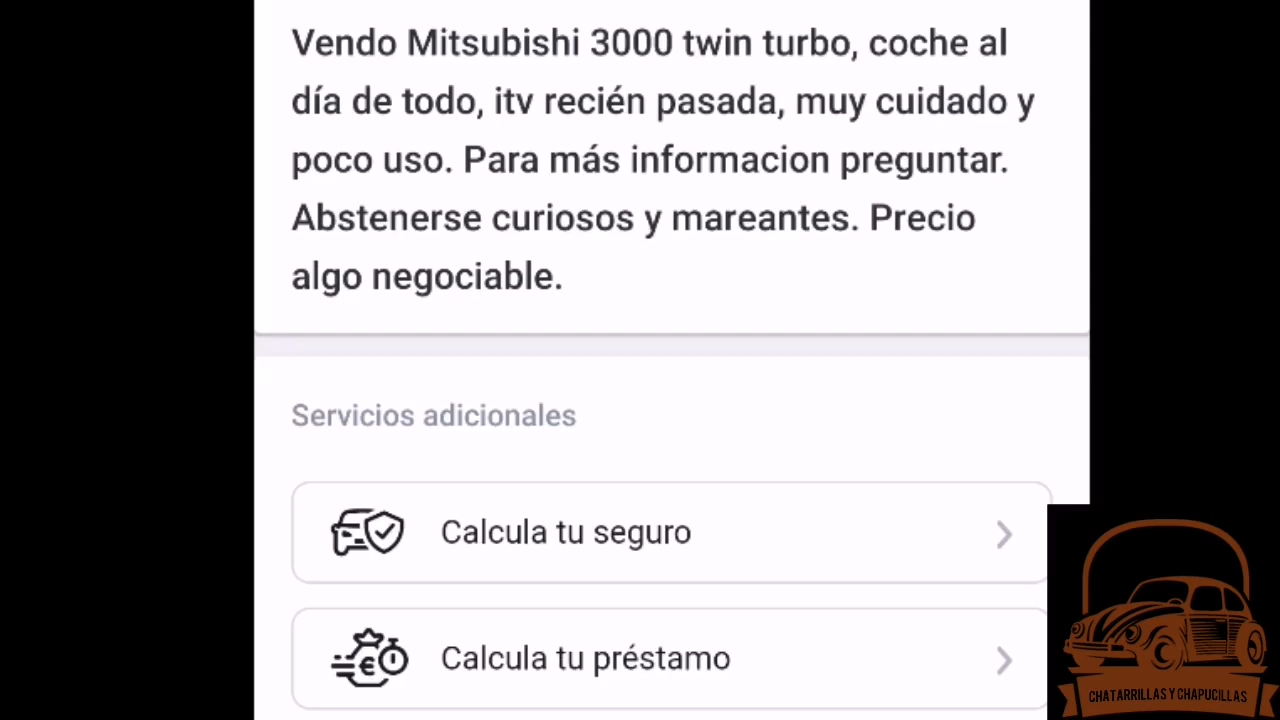 Vendo Mitsubishi 3000 twin turbo, coche al
día de todo, itv recién pasada, muy cuidado y
poco uso. Para más informacion preguntar.
Abstenerse curiosos y mareantes. Precio
algo negociable.
Servicios adicionales
Calcula tu seguro
Calcula tu préstamo
CHATARRILLAS Y CHAPUCILLAS